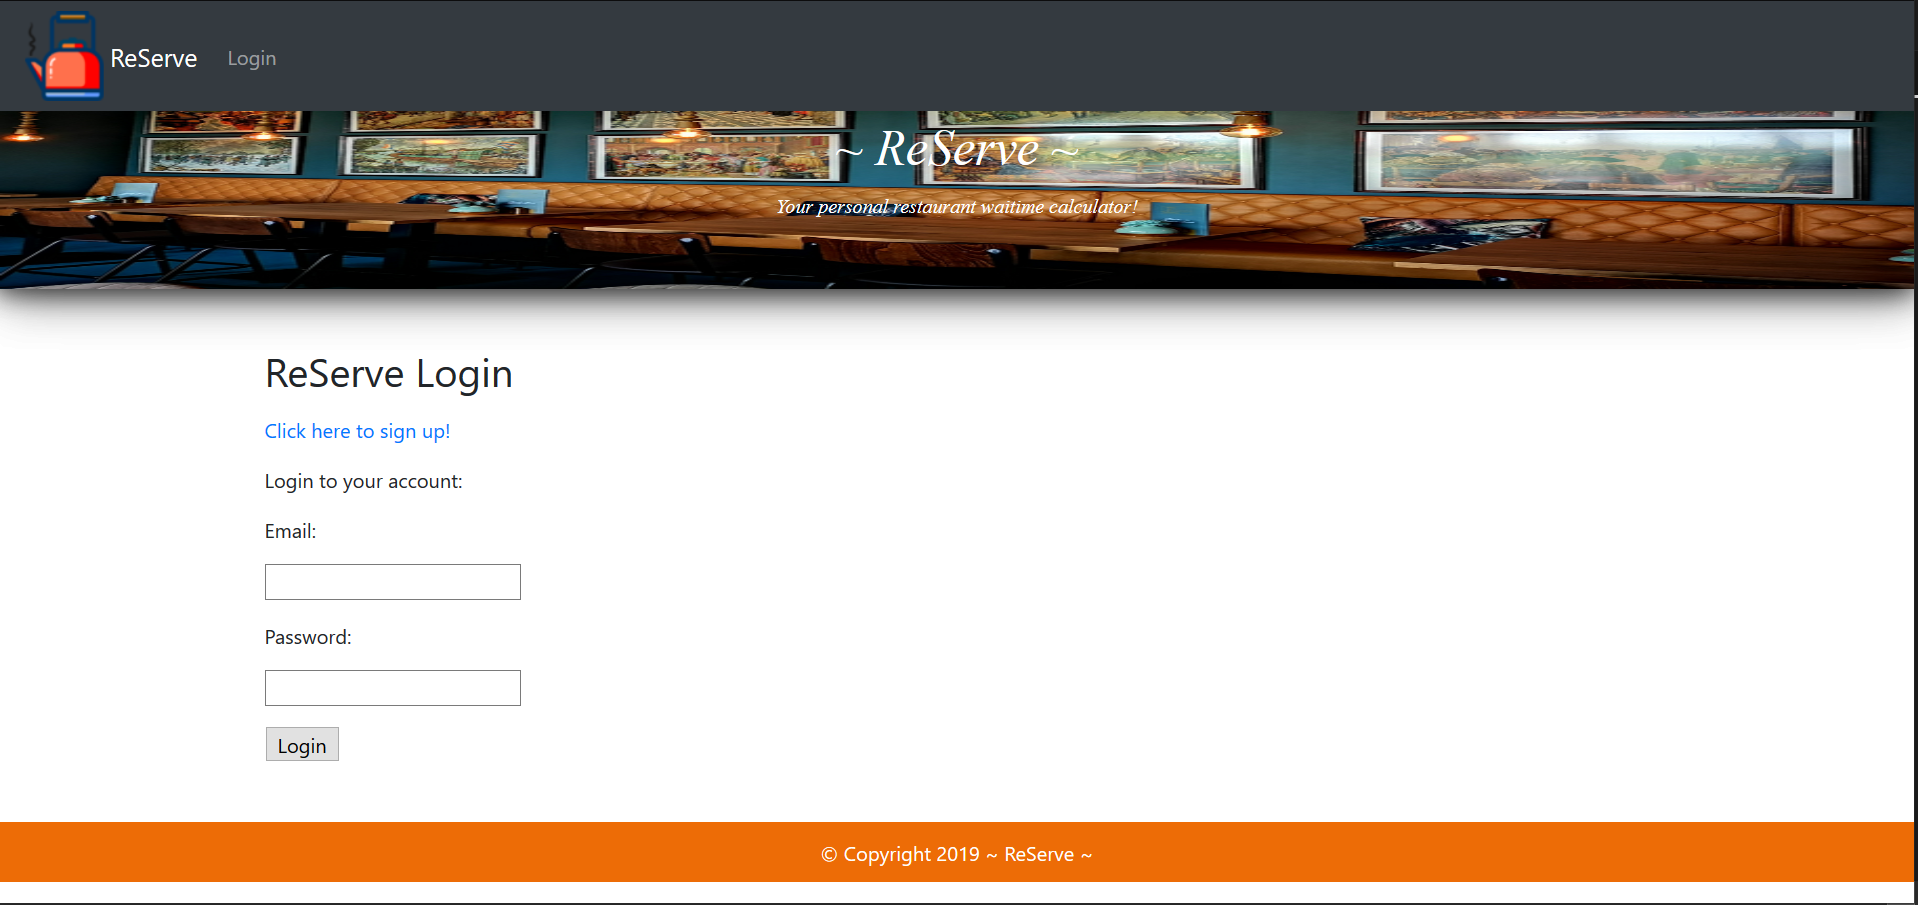 ReServe Login
~ ReServe ~
Your personal restaurant waitime calculator!
ReServe Login
Click here to sign up!
Login to your account:
Email:
Password:
Login
© Copyright 2019 ~ ReServe ~